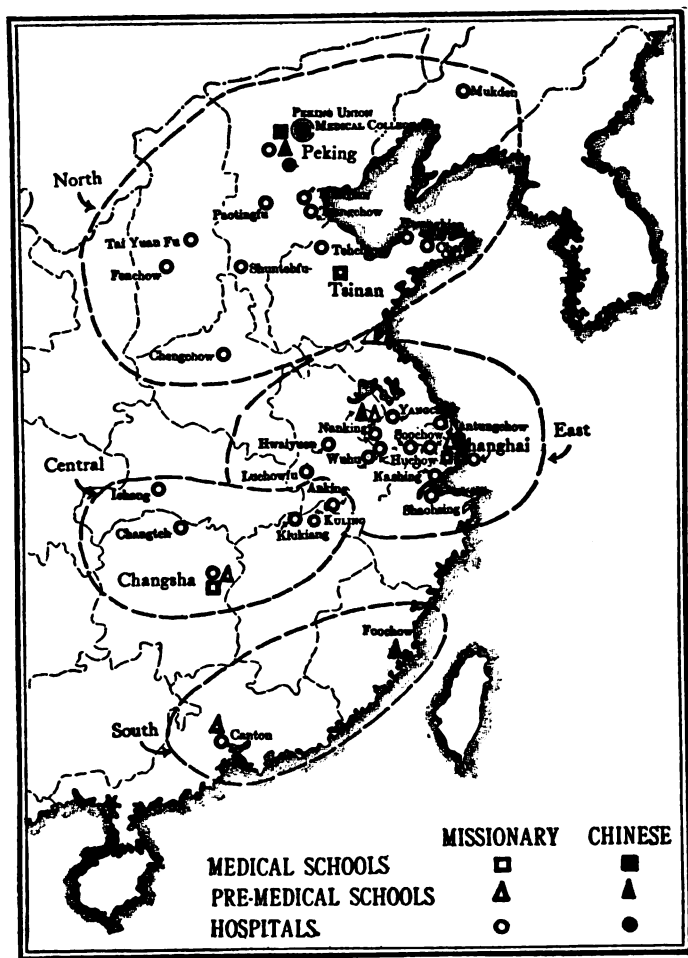 Mukden
PEKING UNION
MEDICAL COLLEGE
Peking
North
Paotingfu
Tai Yuan Fu
Fenchow
Shuntehfu
Tsinan
Chengchow
Nantungchow
Nanking
Soochow
Shanghai
East
Hwaiyuen
Wuhu
Huchow
Central
Luchowfu
Kashing
Ichang
Anking
Shaohsing
Changteh
Kiukiang
KULING
Changsha
Foochow
South
Canton
MISSIONARY CHINESE
MEDICAL SCHOOLS
PRE-MEDICAL SCHOOLS
HOSPITALS.